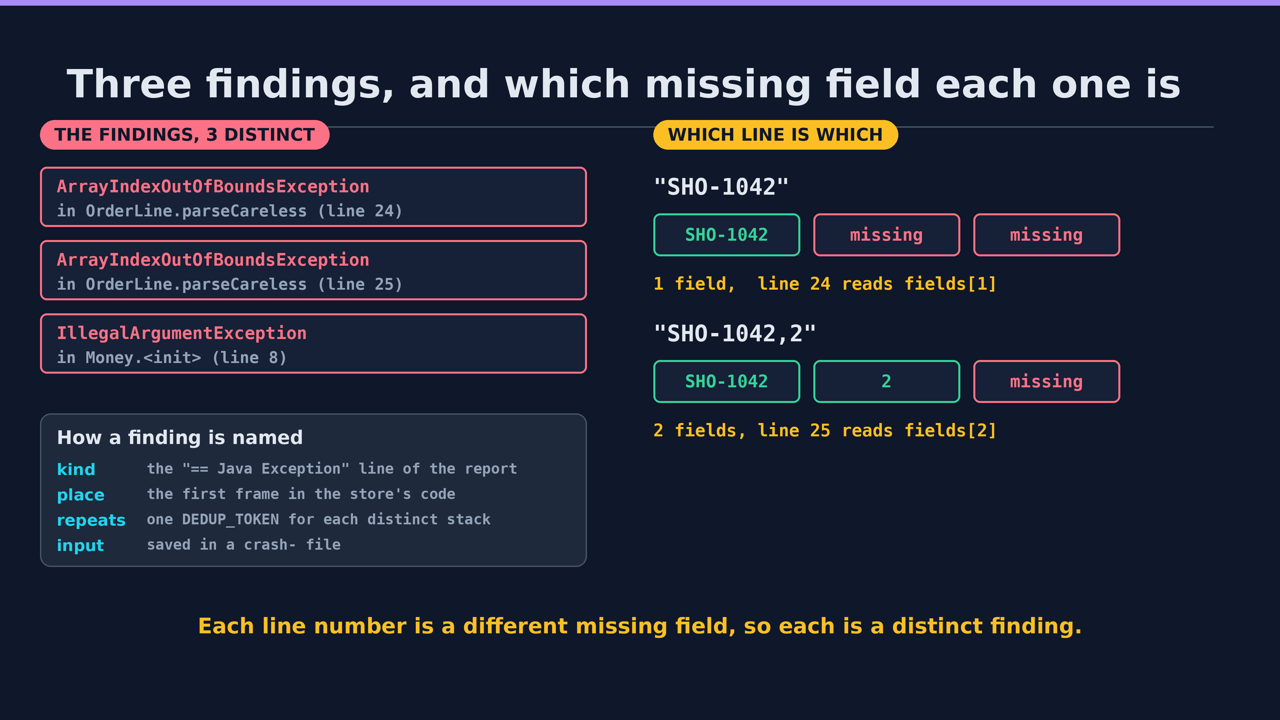 Three findings, and which missing field each one is
THE FINDINGS, 3 DISTINCT
ArrayIndexOutOfBoundsException
in OrderLine.parseCareless (line 24)
ArrayIndexOutOfBoundsException
in OrderLine.parseCareless (line 25)
IllegalArgumentException
in Money.<init> (line 8)
How a finding is named
kind the "== Java Exception" line of the report
place the first frame in the store's code
repeats one DEDUP_TOKEN for each distinct stack
input saved in a crash- file
WHICH LINE IS WHICH
"SHO-1042"
SHO-1042 missing missing
1 field,  line 24 reads fields[1]
"SHO-1042,2"
SHO-1042 2 missing
2 fields, line 25 reads fields[2]
Each line number is a different missing field, so each is a distinct finding.